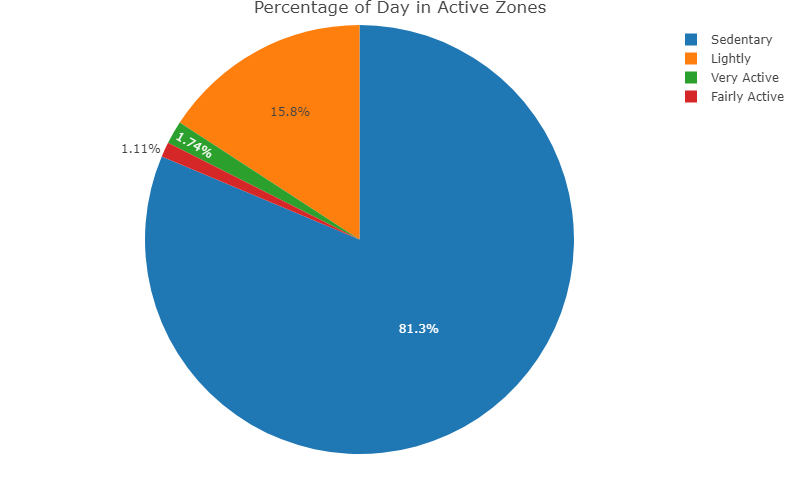 Percentage of Day in Active Zones
Sedentary
Lightly
Very Active
Fairly Active
15.8%
1.74%
1.11%
81.3%